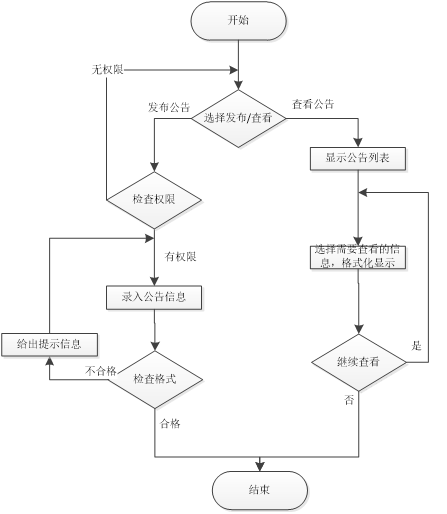 开始
无权限
发布公告
查看公告
选择发布/查看
显示公告列表
检查权限
有权限
选择需要查看的信
息，格式化显示
录入公告信息
给出提示信息
是
继续查看
不合格
检查格式
否
合格
结束